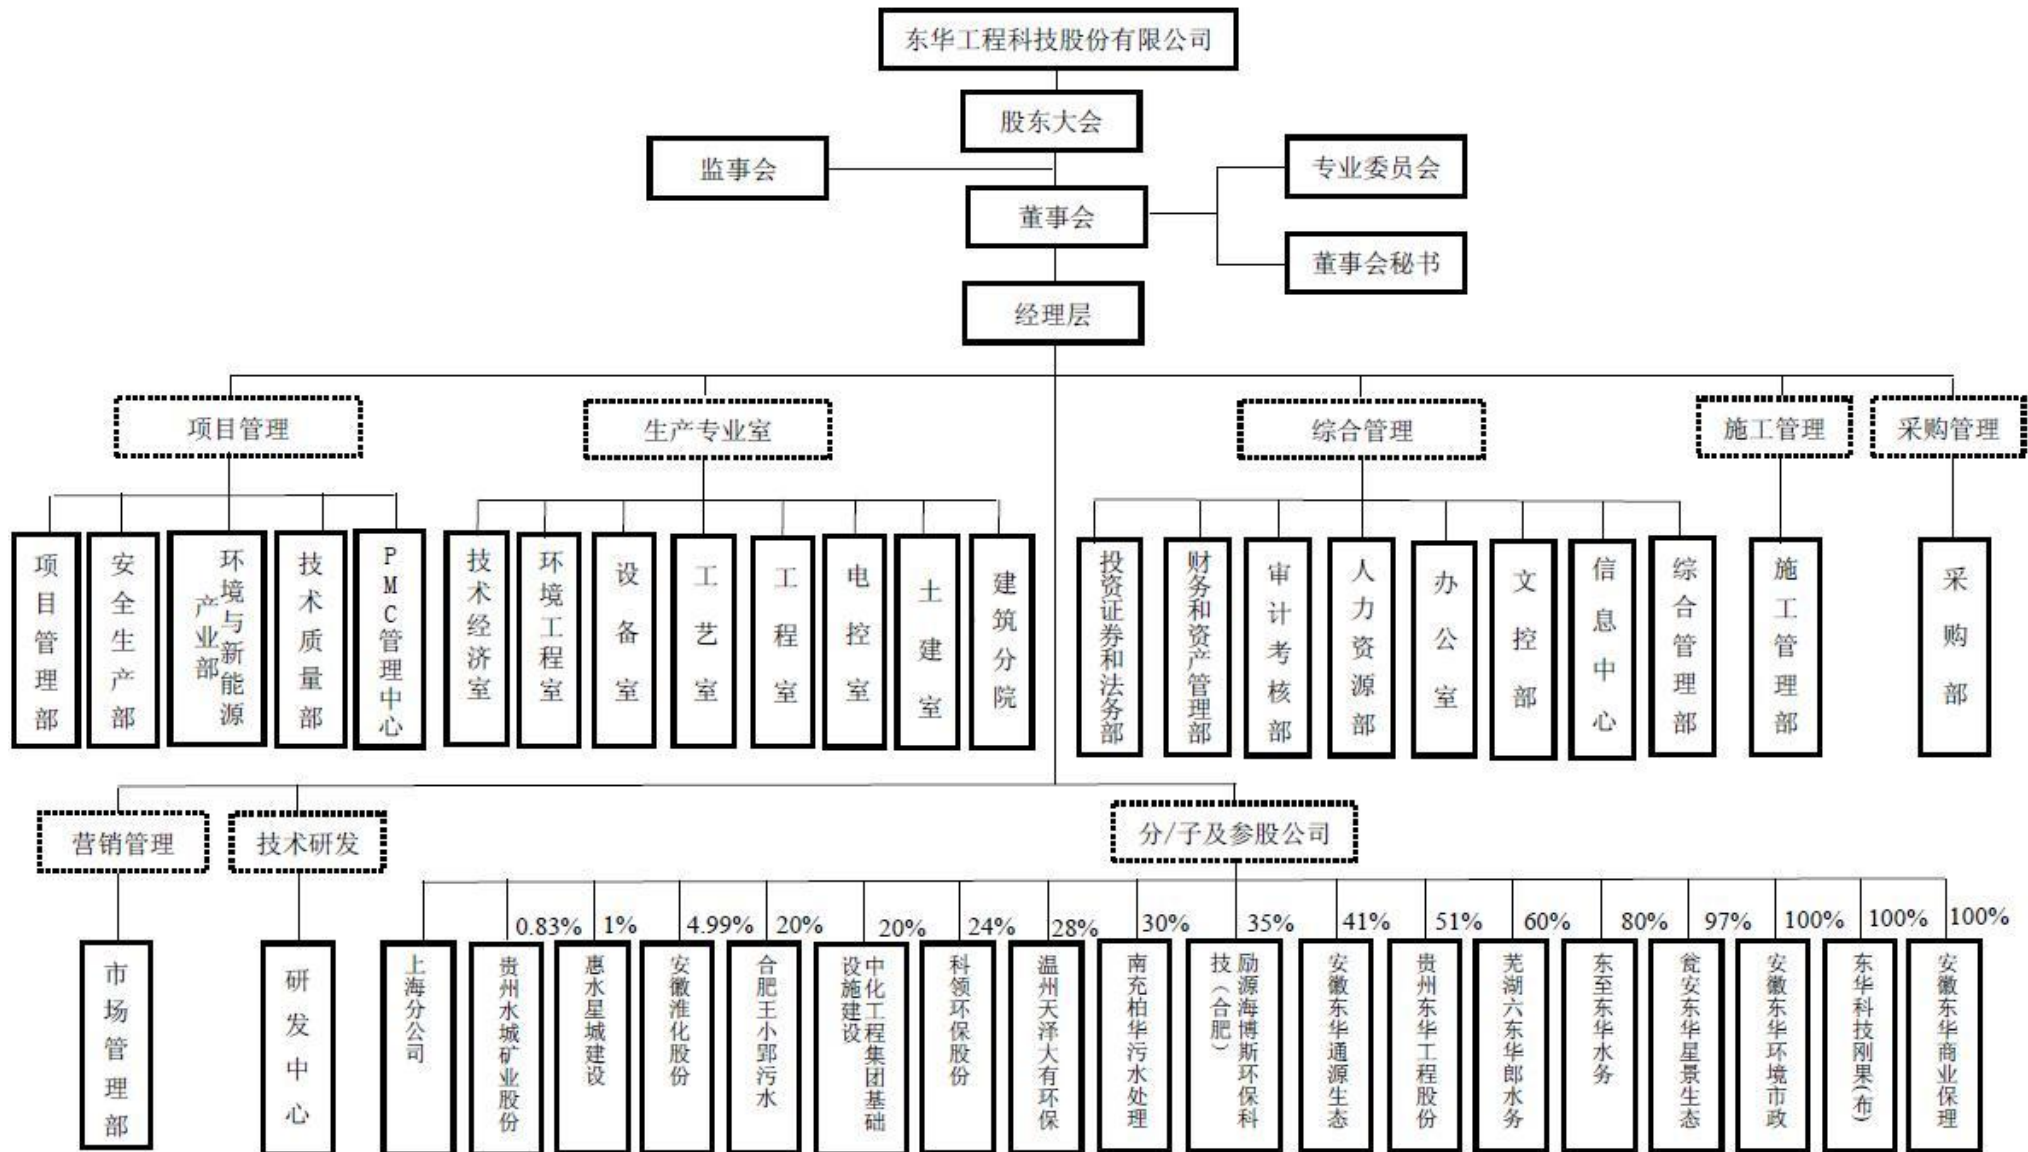 东华工程科技股份有限公司
股东大会
监事会
专业委员会
董事会
董事会秘书
经理层
项目管理
生产专业室
综合管理
施工管理
采购管理
项目管理部
安全生产部
环境与新能源
产业部
技术质量部
PMC管理中心
技术经济室
环境工程室
设备室
工艺室
工程室
电控室
土建室
建筑分院
投资证券和法务部
财务和资产管理部
审计考核部
人力资源部
办公室
文控部
信息中心
综合管理部
施工管理部
采购部
营销管理
技术研发
分/子及参股公司
0.83%
1%
4.99%
20%
20%
24%
28%
30%
35%
41%
51%
60%
80%
97%
100%
100%
100%
市场管理部
研发中心
上海分公司
贵州水城矿业股份
惠水星城建设
安徽淮化股份
合肥王小郢污水
中化工程集团基础
设施建设
科领环保股份
温州天泽大有环保
南充柏华污水处理
励源海博斯环保科
技（合肥）
安徽东华通源生态
贵州东华工程股份
芜湖六东华郎水务
东至东华水务
瓮安东华星景生态
安徽东华环境市政
东华科技刚果(布)
安徽东华商业保理